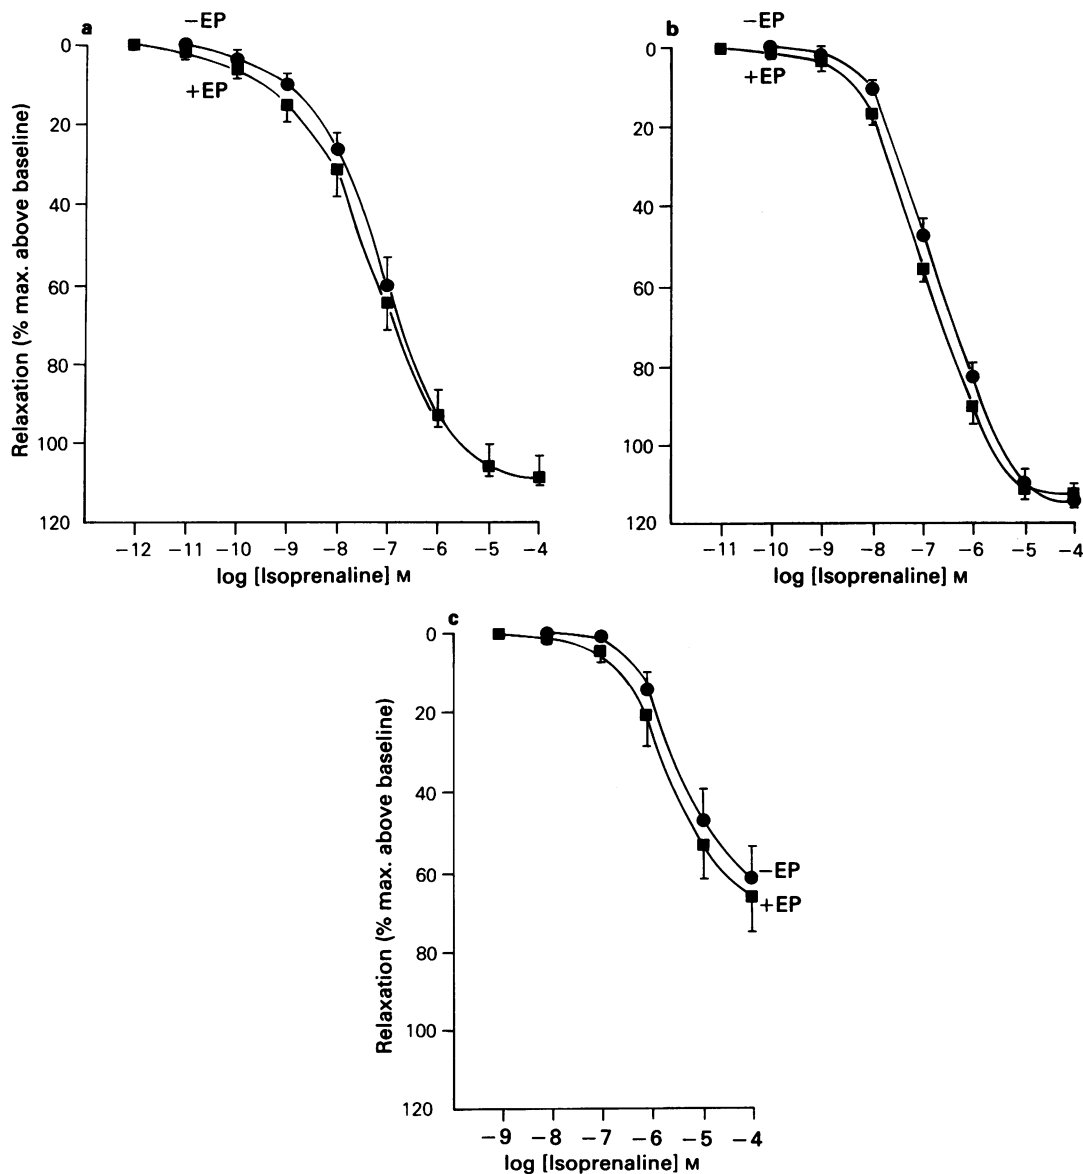 a
−EP
+EP
0
20
40
60
80
100
120
Relaxation (% max. above baseline)
−12 −11 −10 −9 −8 −7 −6 −5 −4
log [Isoprenaline] M
b
−EP
+EP
0
20
40
60
80
100
120
−11 −10 −9 −8 −7 −6 −5 −4
log [Isoprenaline] M
c
0
20
40
60
80
100
120
Relaxation (% max. above baseline)
−EP
+EP
−9 −8 −7 −6 −5 −4
log [Isoprenaline] M